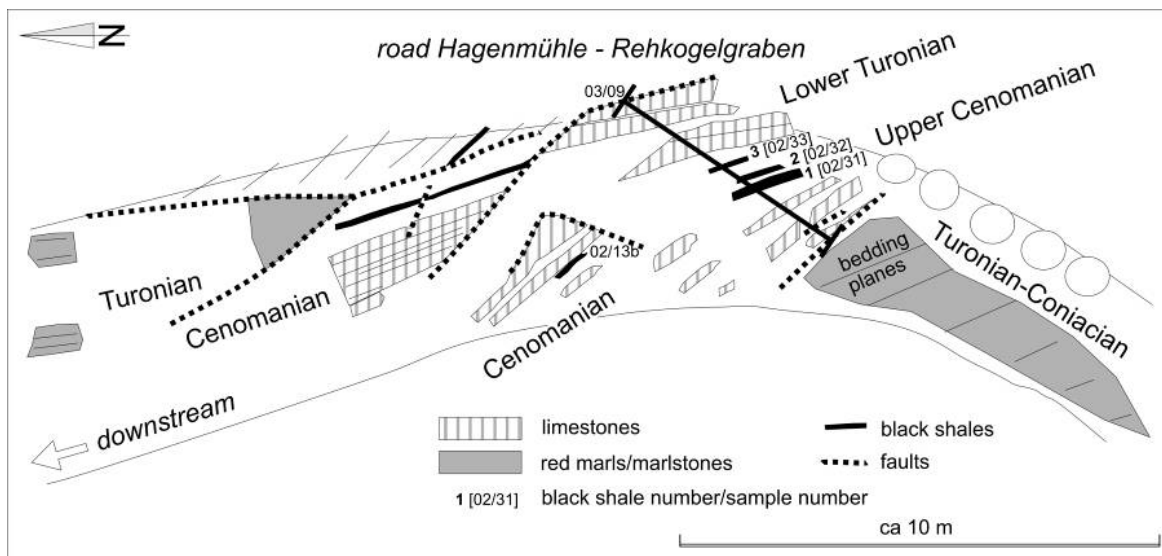 N
road Hagenmühle - Rehkogelgraben
03/09
Lower Turonian
Upper Cenomanian
3 [02/33]
2 [02/32]
1 [02/31]
02/13b
Turonian
Cenomanian
Cenomanian
bedding
planes
Turonian-Coniacian
downstream
limestones
black shales
red marls/marlstones
faults
1 [02/31] black shale number/sample number
ca 10 m